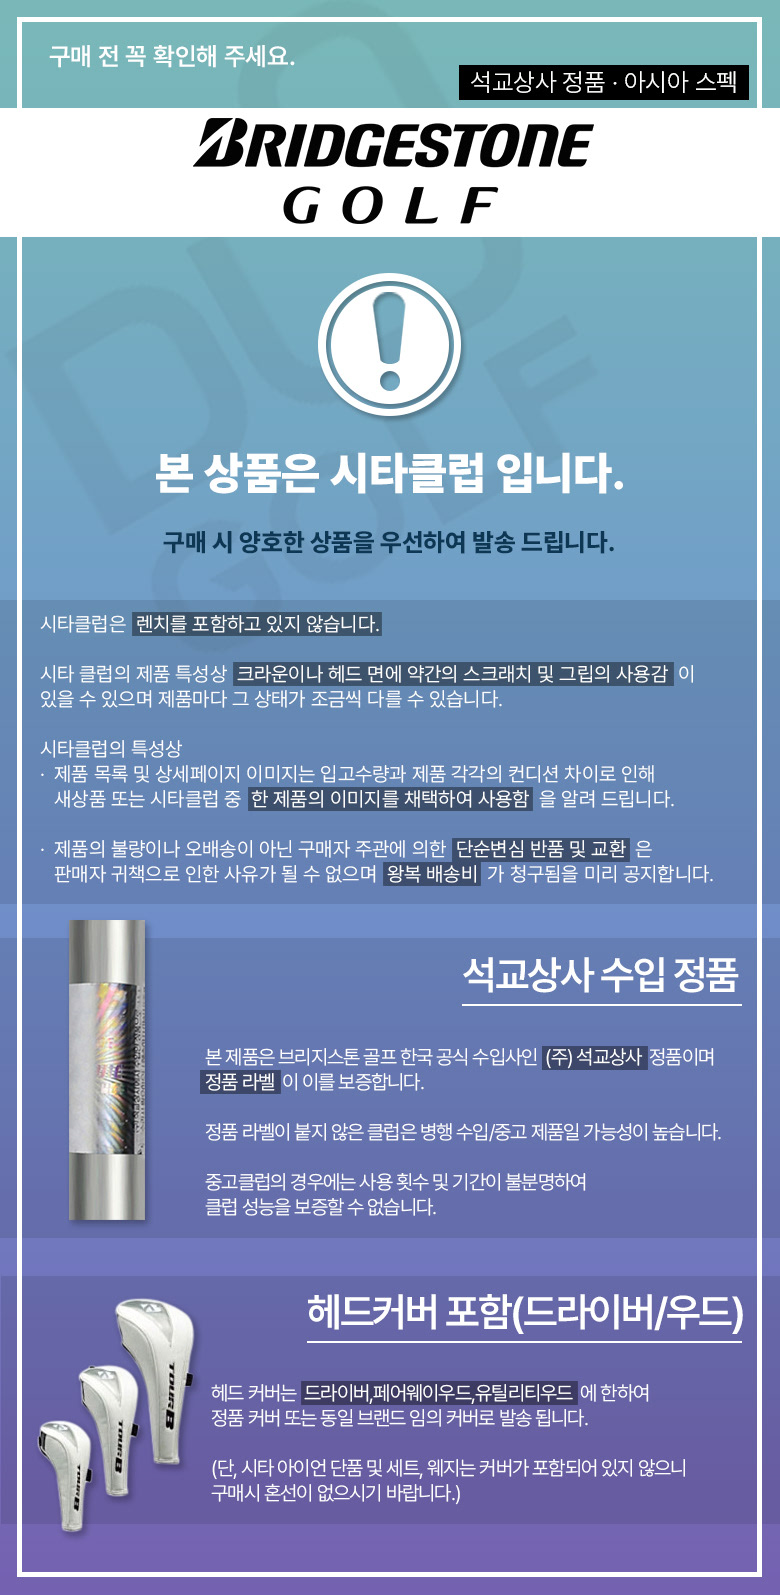 구매 전 꼭 확인해 주세요.
석교상사 정품 · 아시아 스펙
BRIDGESTONE
GOLF
DUO
GOLF
본 상품은 시타클럽 입니다.
구매 시 양호한 상품을 우선하여 발송 드립니다.
시타클럽은 렌치를 포함하고 있지 않습니다.
시타 클럽의 제품 특성상 크라운이나 헤드 면에 약간의 스크래치 및 그립의 사용감 이
있을 수 있으며 제품마다 그 상태가 조금씩 다를 수 있습니다.
시타클럽의 특성상
· 제품 목록 및 상세페이지 이미지는 입고수량과 제품 각각의 컨디션 차이로 인해
새상품 또는 시타클럽 중 한 제품의 이미지를 채택하여 사용함 을 알려 드립니다.
· 제품의 불량이나 오배송이 아닌 구매자 주관에 의한 단순변심 반품 및 교환 은
판매자 귀책으로 인한 사유가 될 수 없으며 왕복 배송비 가 청구됨을 미리 공지합니다.
석교상사 수입 정품
본 제품은 브리지스톤 골프 한국 공식 수입사인 (주) 석교상사 정품이며
정품 라벨 이 이를 보증합니다.
정품 라벨이 붙지 않은 클럽은 병행 수입/중고 제품일 가능성이 높습니다.
중고클럽의 경우에는 사용 횟수 및 기간이 불분명하여
클럽 성능을 보증할 수 없습니다.
헤드커버 포함(드라이버/우드)
헤드 커버는 드라이버,페어웨이우드,유틸리티우드 에 한하여
정품 커버 또는 동일 브랜드 임의 커버로 발송 됩니다.
(단, 시타 아이언 단품 및 세트, 웨지는 커버가 포함되어 있지 않으니
구매시 혼선이 없으시기 바랍니다.)
TOUR B
TOUR B
TOUR B